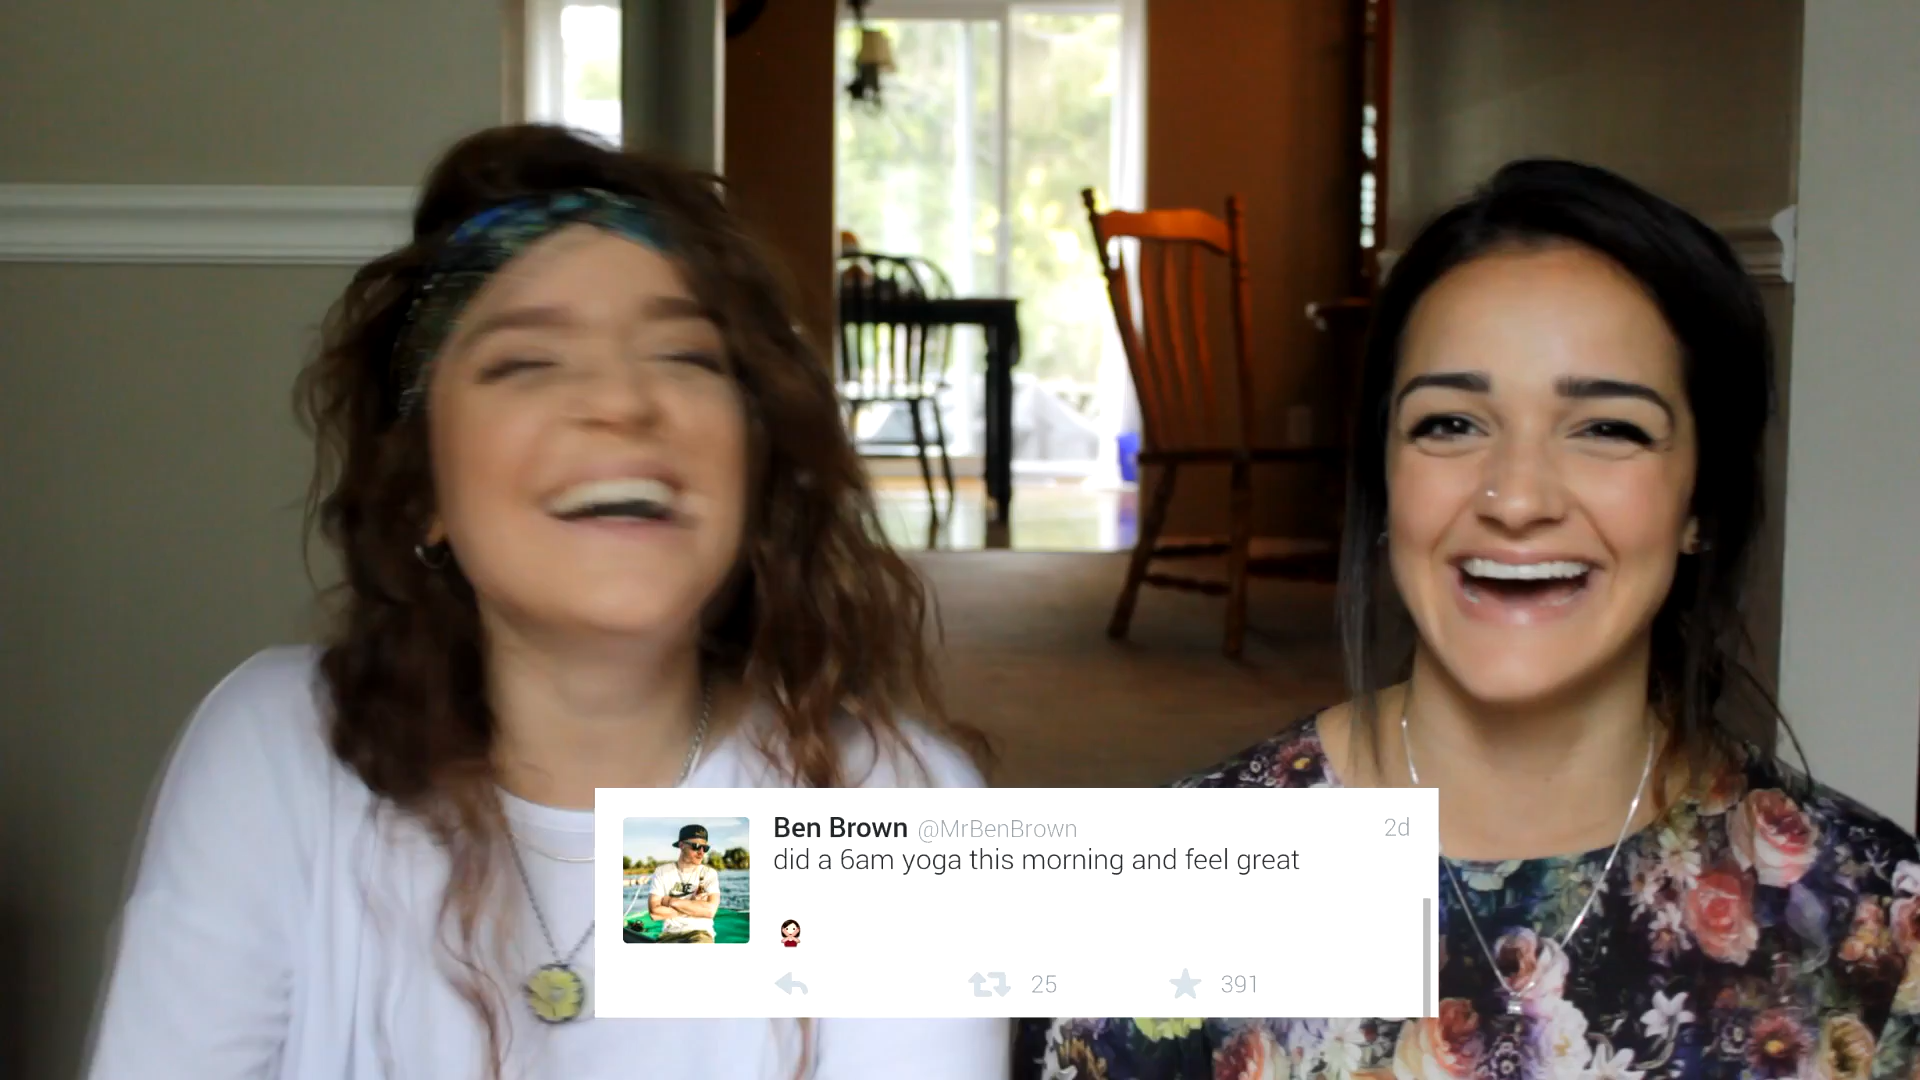 Ben Brown @MrBenBrown 2d
did a 6am yoga this morning and feel great
25 391